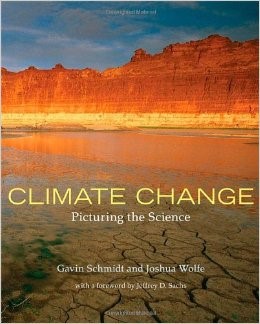 CLIMATE CHANGE
Picturing the Science
Gavin Schmidt and Joshua Wolfe
with a foreword by Jeffrey D. Sachs